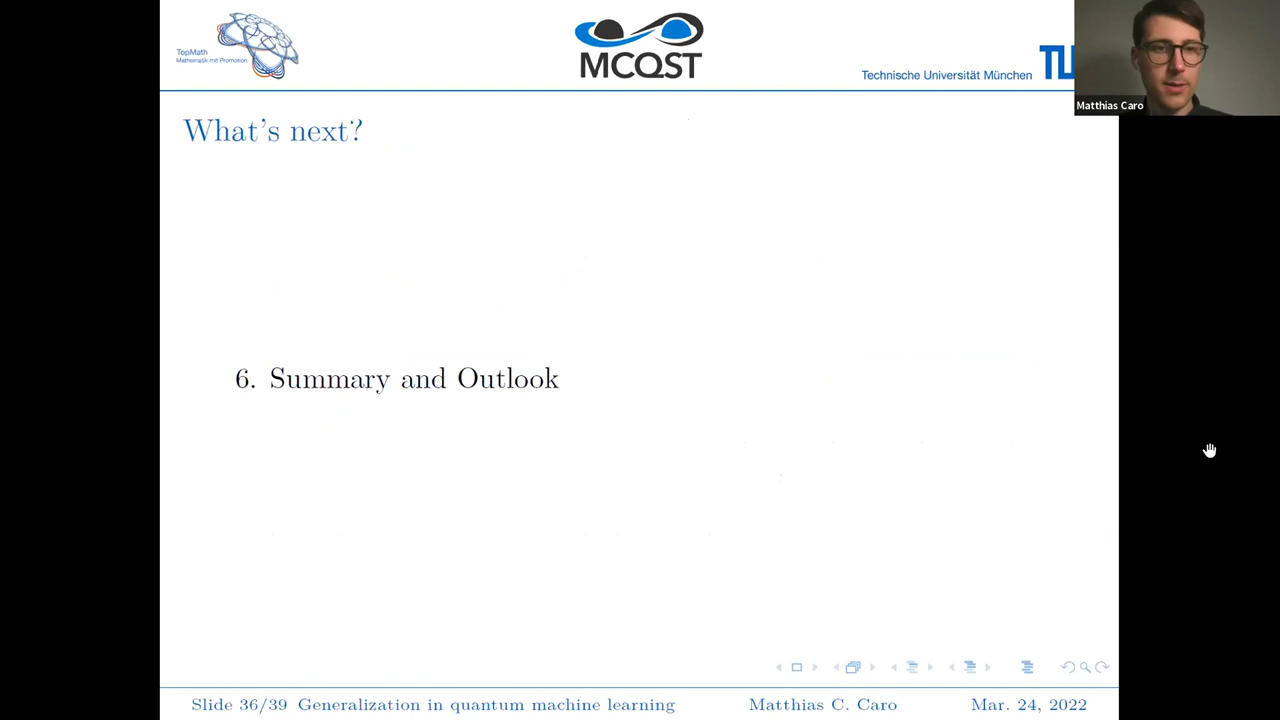 TopMath
Mathematik mit Promotion
MCQST
Technische Universität München
Matthias Caro
What's next?
6. Summary and Outlook
Slide 36/39 Generalization in quantum machine learning Matthias C. Caro Mar. 24, 2022